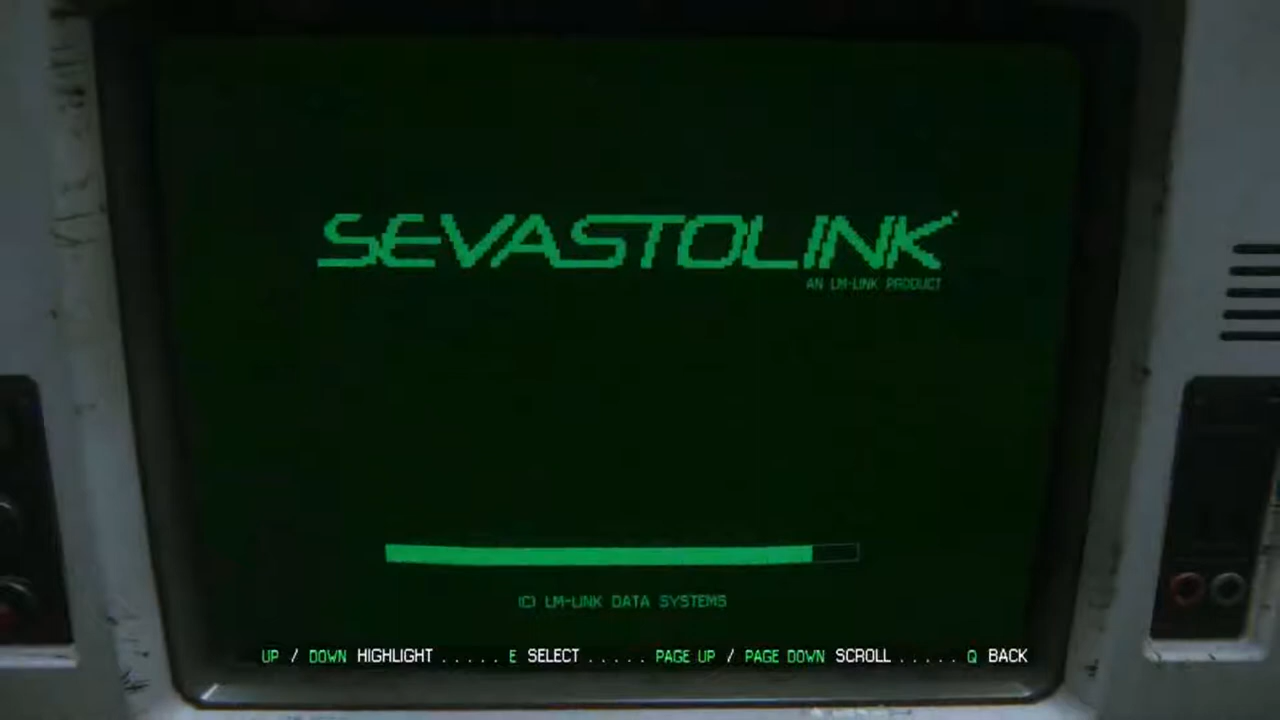 SEVASTOLINK
AN LM-LINK PRODUCT
(C) LM-LINK DATA SYSTEMS
UP / DOWN HIGHLIGHT ..... E SELECT ..... PAGE UP / PAGE DOWN SCROLL ..... Q BACK